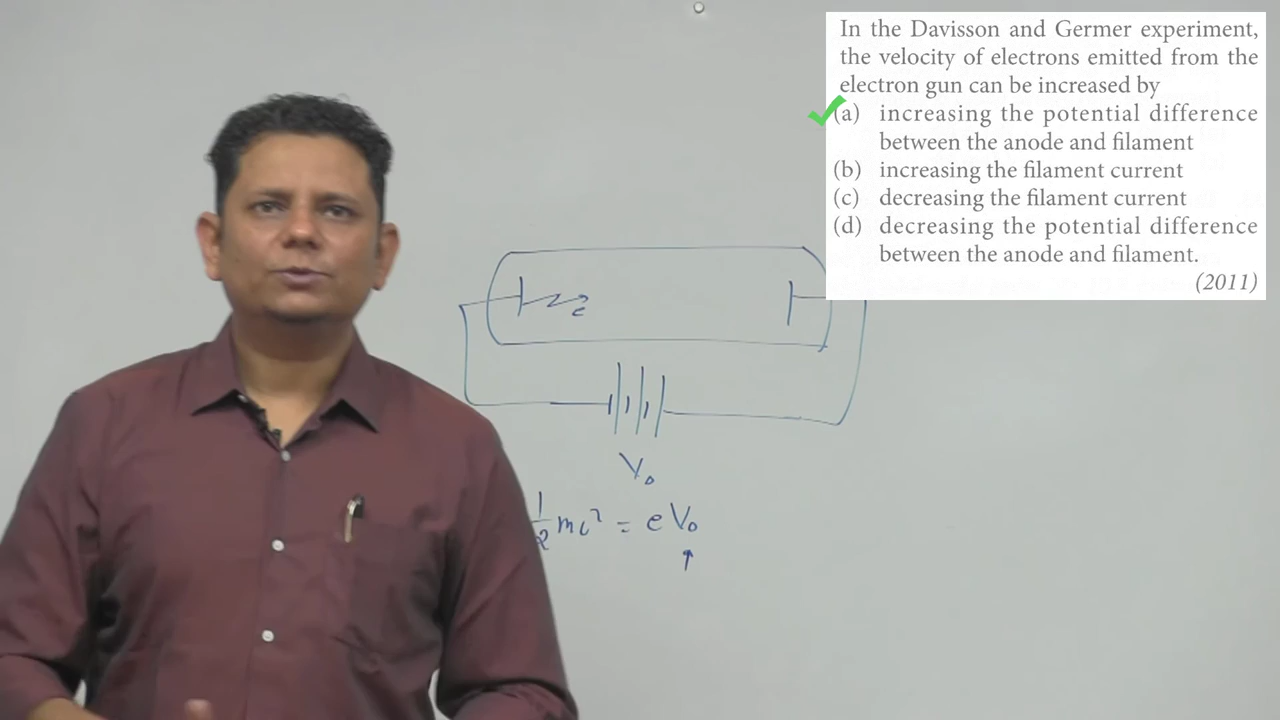 In the Davisson and Germer experiment,
the velocity of electrons emitted from the
electron gun can be increased by
(a) increasing the potential difference
between the anode and filament
(b) increasing the filament current
(c) decreasing the filament current
(d) decreasing the potential difference
between the anode and filament.
(2011)
e
V₀
½mv² = eV₀